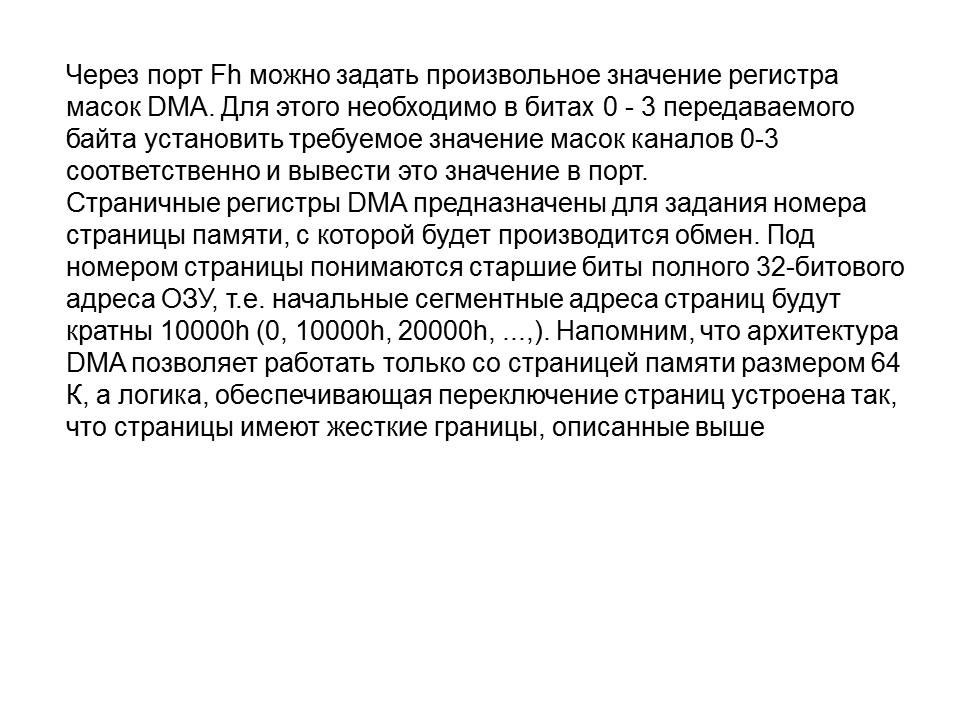 Через порт Fh можно задать произвольное значение регистра
масок DMA. Для этого необходимо в битах 0 - 3 передаваемого
байта установить требуемое значение масок каналов 0-3
соответственно и вывести это значение в порт.
Страничные регистры DMA предназначены для задания номера
страницы памяти, с которой будет производится обмен. Под
номером страницы понимаются старшие биты полного 32-битового
адреса ОЗУ, т.е. начальные сегментные адреса страниц будут
кратны 10000h (0, 10000h, 20000h, ...,). Напомним, что архитектура
DMA позволяет работать только со страницей памяти размером 64
К, а логика, обеспечивающая переключение страниц устроена так,
что страницы имеют жесткие границы, описанные выше